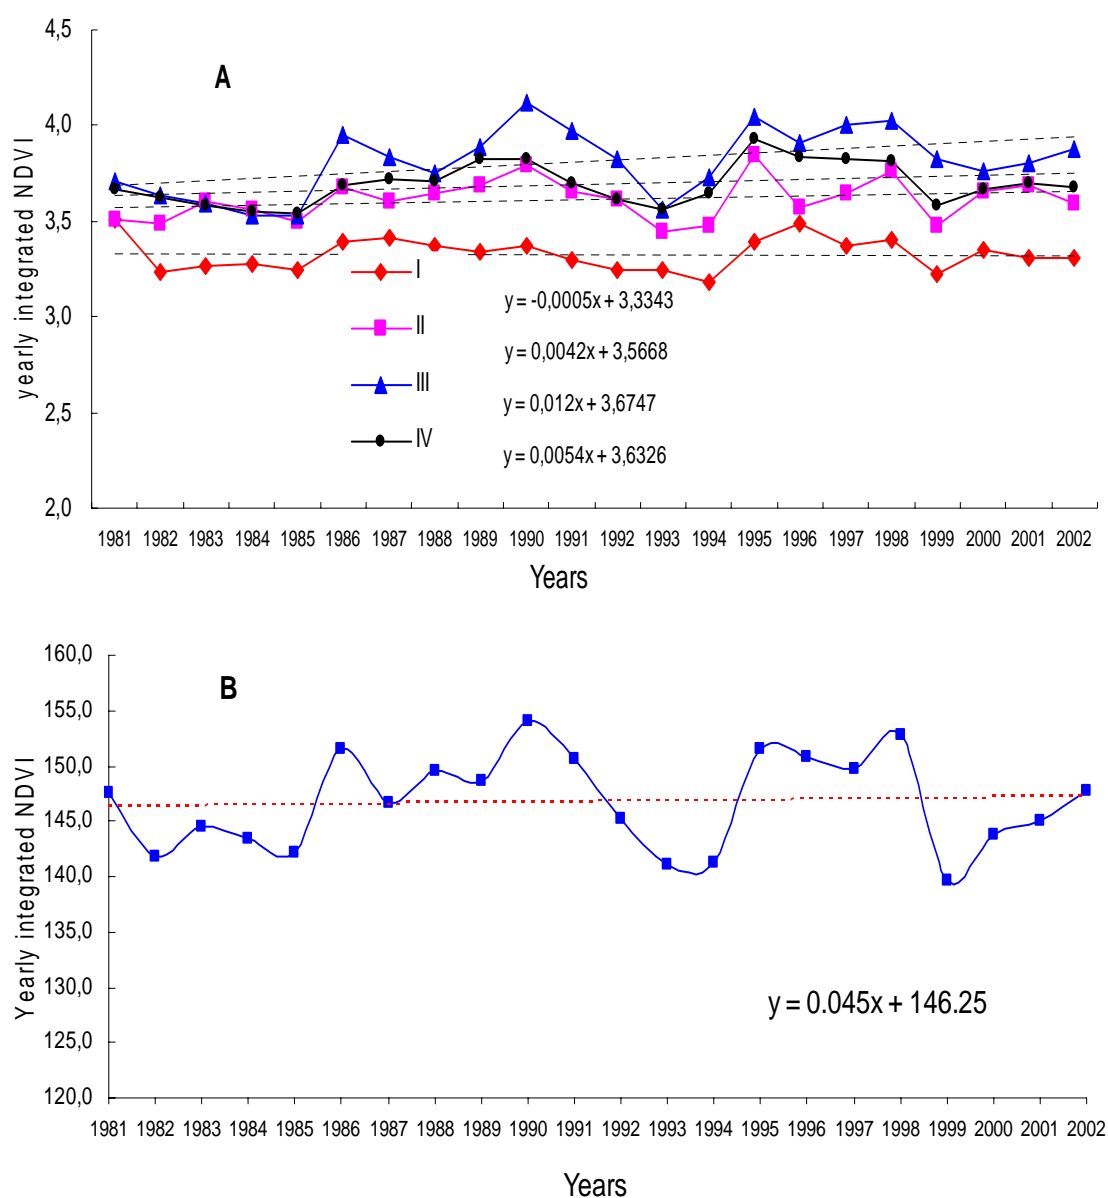 4,5
A
4,0
3,5
3,0
2,5
2,0
yearly integrated NDVI
I
y = -0,0005x + 3,3343
II
y = 0,0042x + 3,5668
III
y = 0,012x + 3,6747
IV
y = 0,0054x + 3,6326
1981 1982 1983 1984 1985 1986 1987 1988 1989 1990 1991 1992 1993 1994 1995 1996 1997 1998 1999 2000 2001 2002
Years
160,0
B
155,0
150,0
145,0
140,0
135,0
130,0
125,0
120,0
Yearly integrated NDVI
y = 0.045x + 146.25
1981 1982 1983 1984 1985 1986 1987 1988 1989 1990 1991 1992 1993 1994 1995 1996 1997 1998 1999 2000 2001 2002
Years